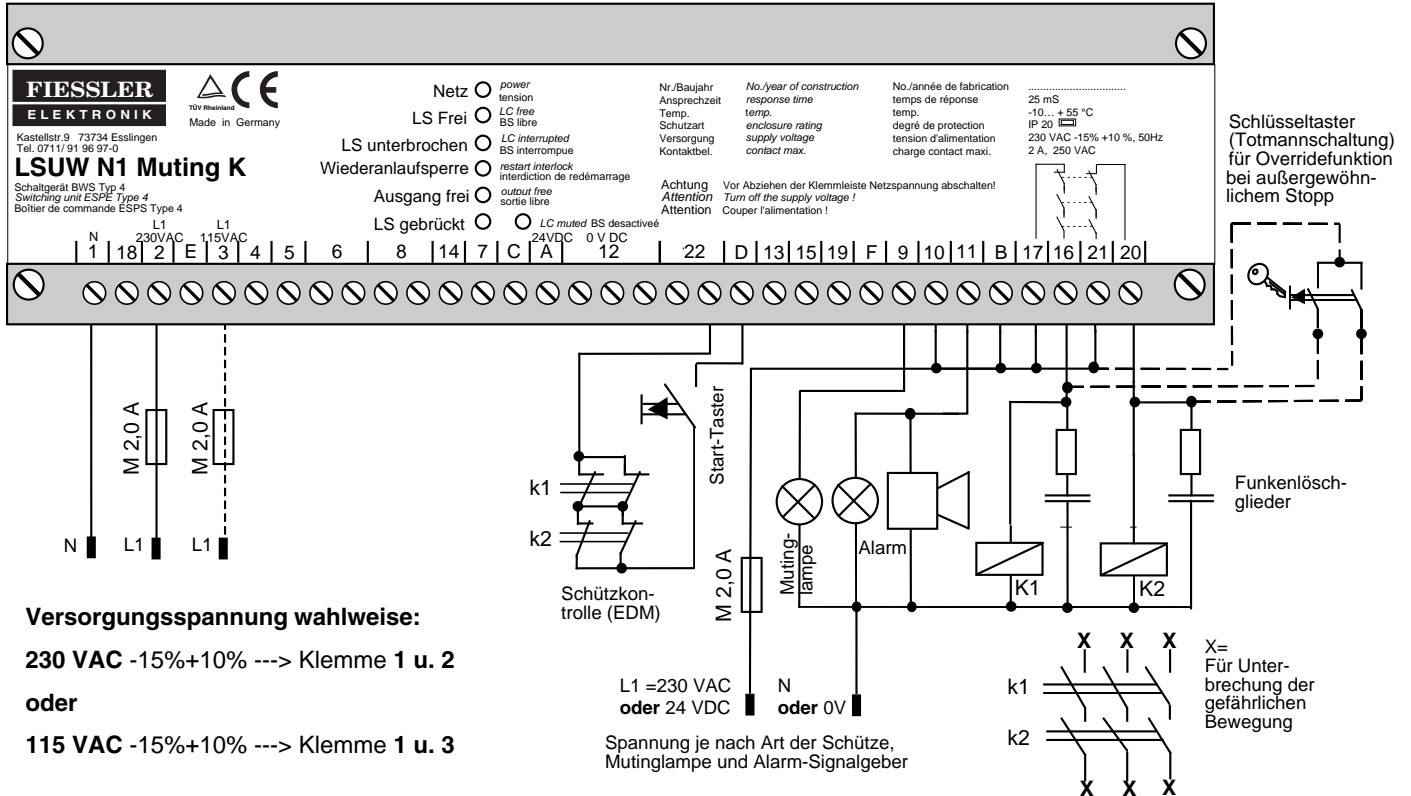 FIESSLER
ELEKTRONIK
TÜV Rheinland
Made in Germany
Kastellstr.9 73734 Esslingen
Tel. 0711/ 91 96 97-0
LSUW N1 Muting K
Schaltgerät BWS Typ 4
Switching unit ESPE Type 4
Boîtier de commande ESPS Type 4
Netz power
tension
LS Frei LC free
BS libre
LS unterbrochen LC interrupted
BS interrompue
Wiederanlaufsperre restart interlock
interdiction de redémarrage
Ausgang frei output free
sortie libre
LS gebrückt LC muted BS desactiveé
Nr./Baujahr No./year of construction No./année de fabrication ................................
Ansprechzeit response time temps de réponse 25 mS
Temp. temp. temp. -10... + 55 °C
Schutzart enclosure rating degré de protection IP 20
Versorgung supply voltage tension d'alimentation 230 VAC -15% +10 %, 50Hz
Kontaktbel. contact max. charge contact maxi. 2 A, 250 VAC
Achtung Vor Abziehen der Klemmleiste Netzspannung abschalten!
Attention Turn off the supply voltage !
Attention Couper l'alimentation !
L1 L1
N 230VAC 115VAC 24VDC 0 V DC
1 18 2 E 3 4 5 6 8 14 7 C A 12 22 D 13 15 19 F 9 10 11 B 17 16 21 20
Schlüsseltaster
(Totmannschaltung)
für Overridefunktion
bei außergewöhn-
lichem Stopp
M 2,0 A
M 2,0 A
N L1 L1
k1
k2
Schützkon-
trolle (EDM)
Start-Taster
M 2,0 A
Muting-
lampe
Alarm
K1
K2
Funkenlösch-
glieder
Versorgungsspannung wahlweise:
230 VAC -15%+10% ---> Klemme 1 u. 2
oder
115 VAC -15%+10% ---> Klemme 1 u. 3
L1 =230 VAC
oder 24 VDC
N
oder 0V
Spannung je nach Art der Schütze,
Mutinglampe und Alarm-Signalgeber
X X X
k1
k2
X X X
X=
Für Unter-
brechung der
gefährlichen
Bewegung